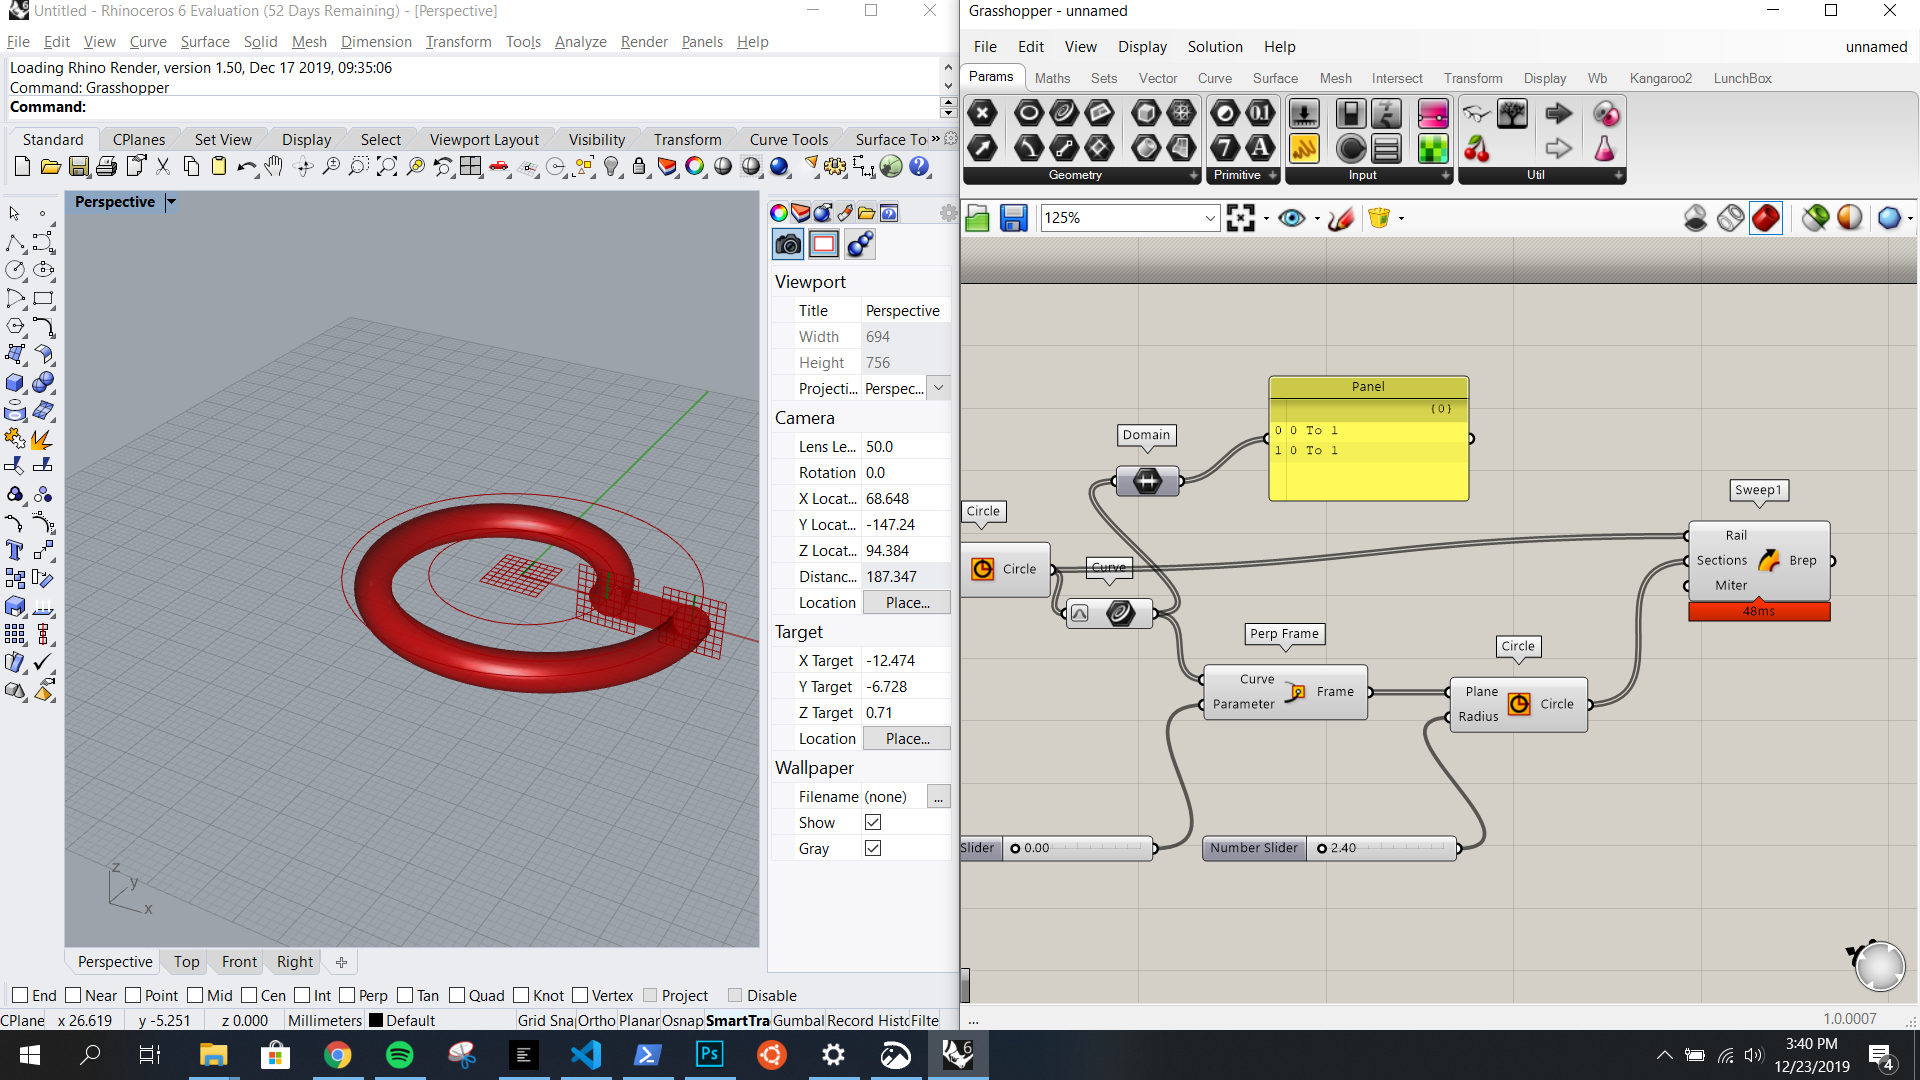 Untitled - Rhinoceros 6 Evaluation (52 Days Remaining) - [Perspective]
File Edit View Curve Surface Solid Mesh Dimension Transform Tools Analyze Render Panels Help
Loading Rhino Render, version 1.50, Dec 17 2019, 09:35:06
Command: Grasshopper
Command:
Standard CPlanes Set View Display Select Viewport Layout Visibility Transform Curve Tools Surface To »
Perspective
Viewport
Title Perspective
Width 694
Height 756
Projecti... Perspec...
Camera
Lens Le... 50.0
Rotation 0.0
X Locat... 68.648
Y Locat... -147.24
Z Locat... 94.384
Distanc... 187.347
Location Place...
Target
X Target -12.474
Y Target -6.728
Z Target 0.71
Location Place...
Wallpaper
Filename (none) ...
Show
Gray
z
y
x
Perspective Top Front Right
End Near Point Mid Cen Int Perp Tan Quad Knot Vertex Project Disable
CPlane x 26.619 y -5.251 z 0.000 Millimeters Default Grid Snap Ortho Planar Osnap SmartTra Gumbal Record Histo Filte
Grasshopper - unnamed
File Edit View Display Solution Help unnamed
Params Maths Sets Vector Curve Surface Mesh Intersect Transform Display Wb Kangaroo2 LunchBox
Geometry Primitive Input Util
125%
Panel
{0}
0 0 To 1
1 0 To 1
Domain
Sweep1
Circle
Rail
Sections Brep
Miter
48ms
Circle
Curve
Perp Frame
Circle
Curve
Parameter Frame
Plane
Radius Circle
Slider 0.00
Number Slider 2.40
... 1.0.0007
Ps
6
3:40 PM
12/23/2019
4